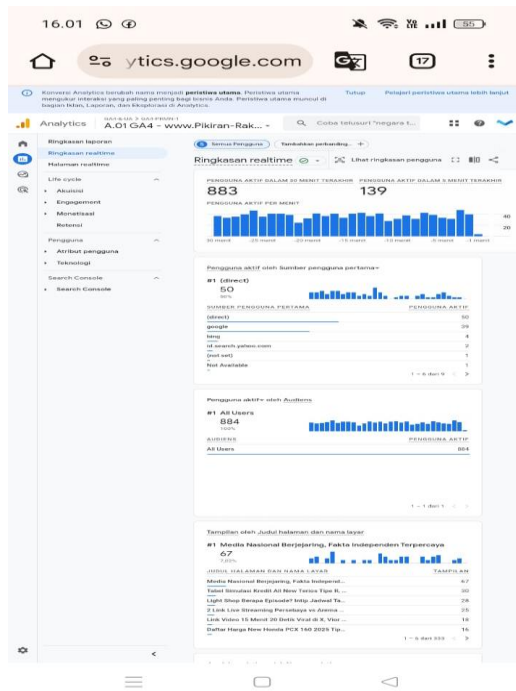 16.01
55
ytics.google.com
17
Konversi Analytics berubah nama menjadi peristiwa utama. Peristiwa utama
mengukur interaksi yang paling penting bagi bisnis Anda. Peristiwa utama muncul di
bagian Iklan, Laporan, dan Eksplorasi di Analytics.
Tutup
Pelajari peristiwa utama lebih lanjut
Analytics
A.01 GA4 - www.Pikiran-Rak...
Coba telusuri "negara t...
Ringkasan laporan
Ringkasan realtime
Halaman realtime
Life cycle
Akuisisi
Engagement
Monetisasi
Retensi
Pengguna
Atribut pengguna
Teknologi
Search Console
Search Console
Semua Pengguna
Tambahkan perbanding...
Ringkasan realtime
Lihat ringkasan pengguna
PENGGUNA AKTIF DALAM 30 MENIT TERAKHIR
883
PENGGUNA AKTIF DALAM 5 MENIT TERAKHIR
139
PENGGUNA AKTIF PER MENIT
40
20
-30 menit -25 menit -20 menit -15 menit -10 menit -5 menit -1 menit
Pengguna aktif oleh Sumber pengguna pertama
#1 (direct)
50
50%
SUMBER PENGGUNA PERTAMA PENGGUNA AKTIF
(direct) 50
google 39
bing 4
id.search.yahoo.com 2
(not set) 1
Not Available 1
1 – 6 dari 9
Pengguna aktif oleh Audiens
#1 All Users
884
100%
AUDIENS PENGGUNA AKTIF
All Users 884
1 – 1 dari 1
Tampilan oleh Judul halaman dan nama layar
#1 Media Nasional Berjejaring, Fakta Independen Terpercaya
67
JUDUL HALAMAN DAN NAMA LAYAR TAMPILAN
Media Nasional Berjejaring, Fakta Independ... 67
Tabel Simulasi Kredit All New Terios Tipe R, ... 30
Light Shop Berapa Episode? Intip Jadwal Ta... 28
2 Link Live Streaming Persebaya vs Arema ... 25
Link Video 15 Menit 20 Detik Viral di X, Vior... 18
Daftar Harga New Honda PCX 160 2025 Tip... 16